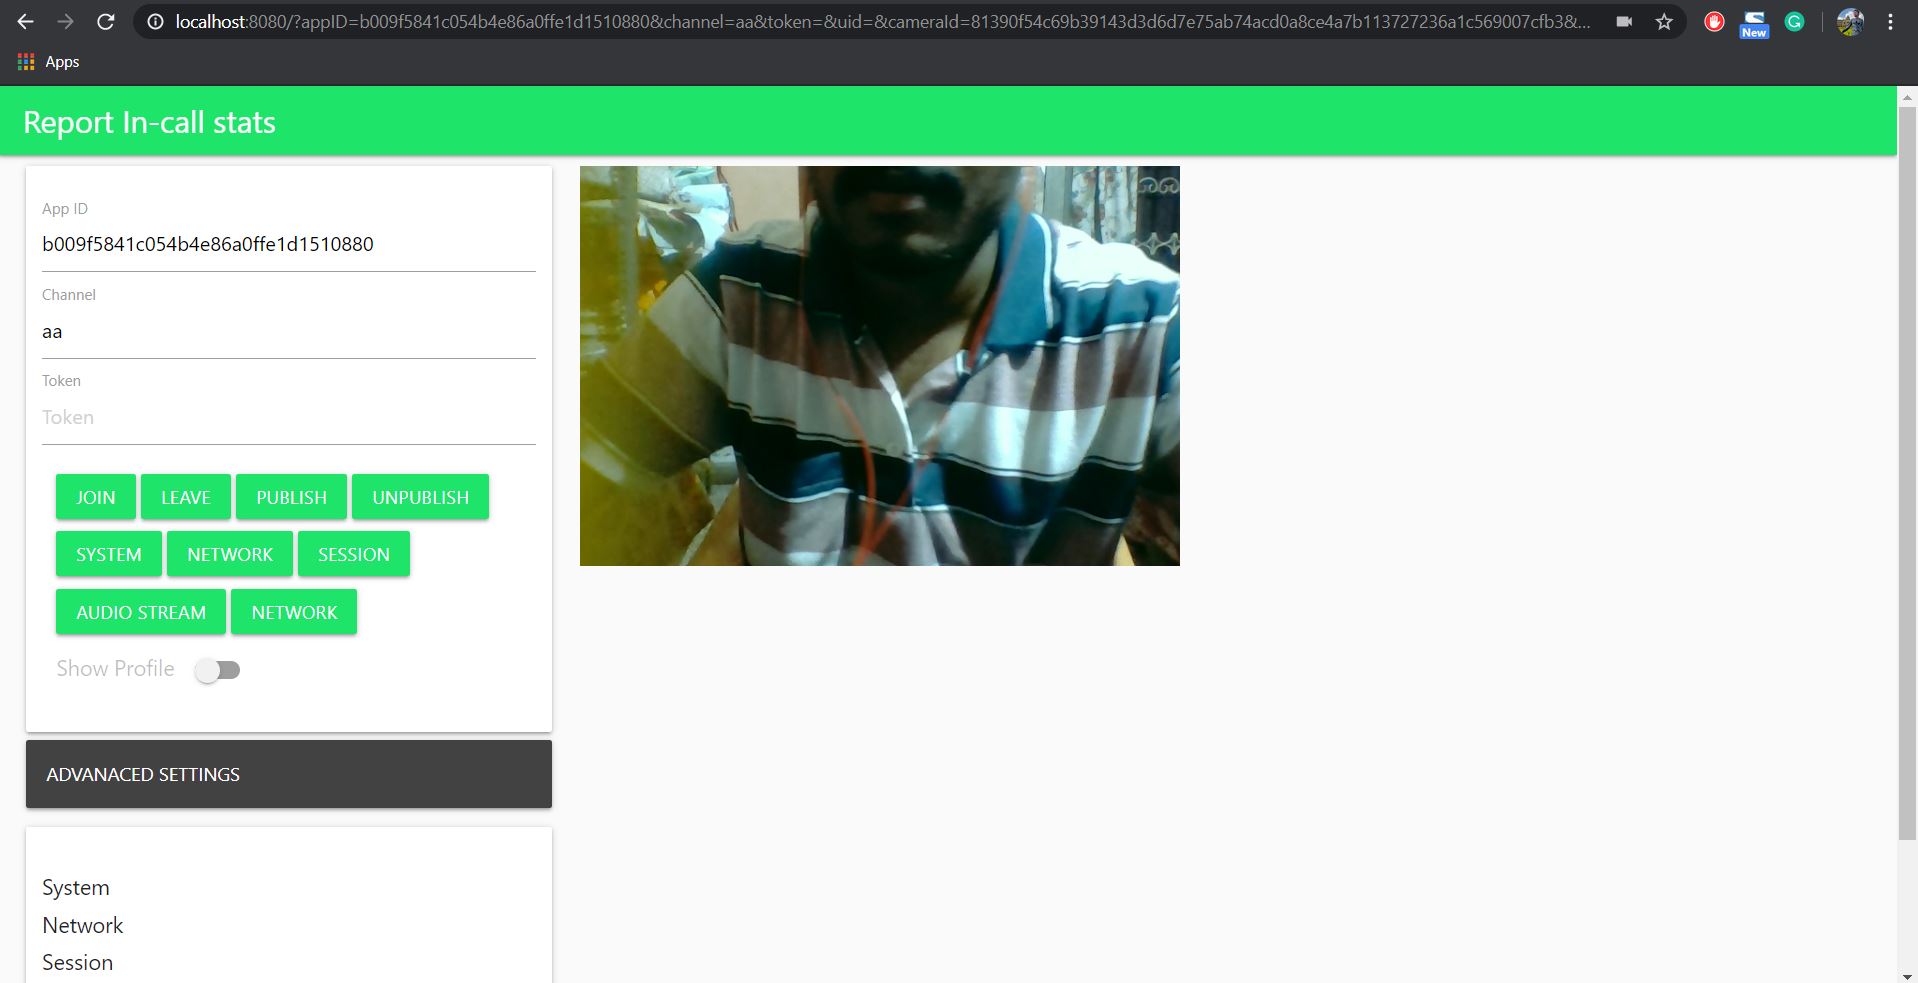 localhost:8080/?appID=b009f5841c054b4e86a0ffe1d1510880&channel=aa&token=&uid=&cameraId=81390f54c69b39143d3d6d7e75ab74acd0a8ce4a7b113727236a1c569007cfb3&...
New
Apps
Report In-call stats
App ID
b009f5841c054b4e86a0ffe1d1510880
Channel
aa
Token
Token
JOIN LEAVE PUBLISH UNPUBLISH
SYSTEM NETWORK SESSION
AUDIO STREAM NETWORK
Show Profile
ADVANACED SETTINGS
System
Network
Session